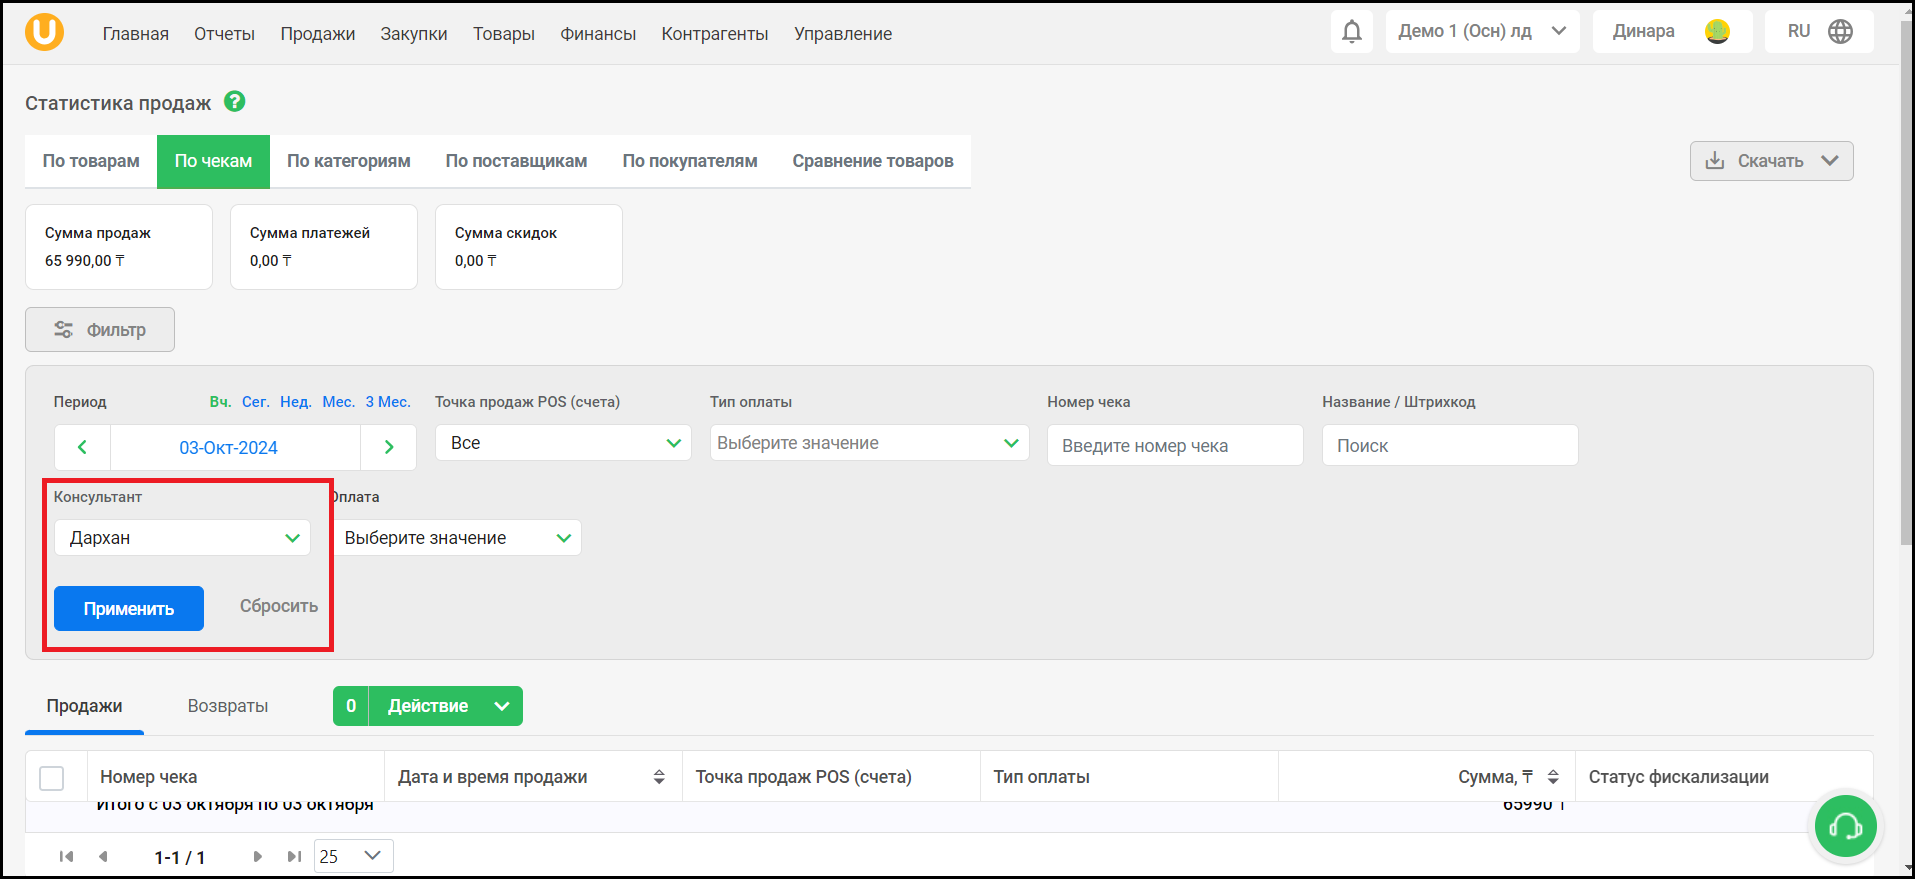 Главная Отчеты Продажи Закупки Товары Финансы Контрагенты Управление Демо 1 (Осн) лд Динара RU
Статистика продаж ?
По товарам По чекам По категориям По поставщикам По покупателям Сравнение товаров Скачать
Сумма продаж Сумма платежей Сумма скидок
65 990,00 ₸ 0,00 ₸ 0,00 ₸
Фильтр
Период Вч. Сег. Нед. Мес. 3 Мес. Точка продаж POS (счета) Тип оплаты Номер чека Название / Штрихкод
03-Окт-2024 Все Выберите значение Введите номер чека Поиск
Консультант Оплата
Дархан Выберите значение
Применить Сбросить
Продажи Возвраты 0 Действие
Номер чека Дата и время продажи Точка продаж POS (счета) Тип оплаты Сумма, ₸ Статус фискализации
Итого с 03 октября по 03 октября 65990 ₸
1-1 / 1 25